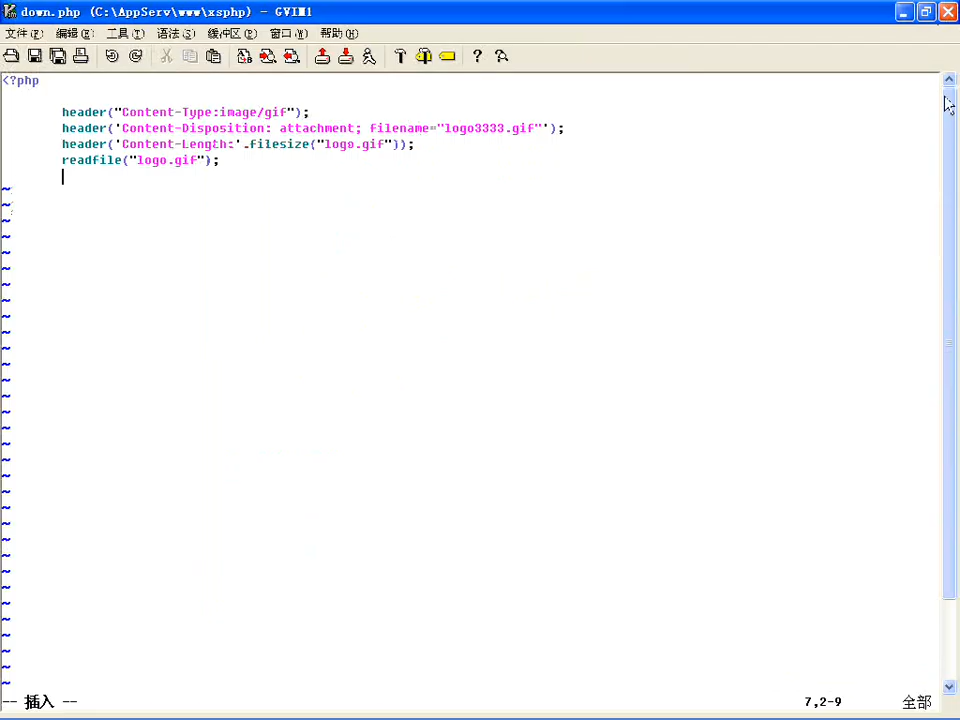 down.php (C:\AppServ\www\xsphp) - GVIM1
文件(F) 编辑(E) 工具(T) 语法(S) 缓冲区(B) 窗口(W) 帮助(H)
<?php
header("Content-Type:image/gif");
header('Content-Disposition: attachment; filename="logo3333.gif"');
header('Content-Length:'.filesize("logo.gif"));
readfile("logo.gif");
-- 插入 -- 7,2-9 全部